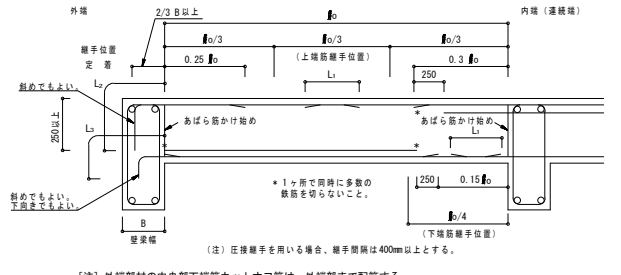 外端
2/3 B以上
ℓo
内端 (連続端)
ℓo/3
ℓo/3
ℓo/3
継手位置
(上端筋継手位置)
定着
0.25 ℓo
0.3 ℓo
L₂
L₁
250
斜めでもよい。
あばら筋かけ始め
*
あばら筋かけ始め
250以上
L₃
L₁
*
*
斜めでもよい。
下向きでもよい。
* 1ヶ所で同時に多数の
鉄筋を切らないこと。
250
0.15 ℓo
B
ℓo/4
壁梁幅
(下端筋継手位置)
(注) 圧接継手を用いる場合、継手間隔は400mm以上とする。